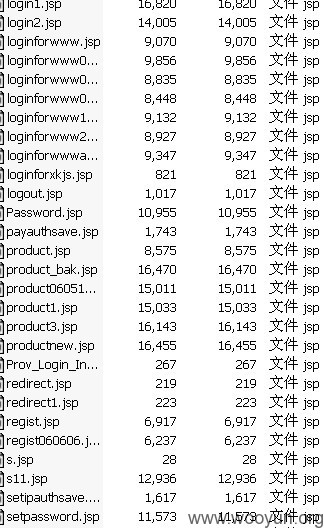 login1.jsp 16,820 16,820 文件 jsp
login2.jsp 14,005 14,005 文件 jsp
loginforwww.jsp 9,070 9,070 文件 jsp
loginforwww0... 9,856 9,856 文件 jsp
loginforwww0... 8,835 8,835 文件 jsp
loginforwww0... 8,448 8,448 文件 jsp
loginforwww1... 9,132 9,132 文件 jsp
loginforwww2... 8,927 8,927 文件 jsp
loginforwwwa... 9,347 9,347 文件 jsp
loginforxkjs.jsp 821 821 文件 jsp
logout.jsp 1,017 1,017 文件 jsp
Password.jsp 10,955 10,955 文件 jsp
payauthsave.jsp 1,743 1,743 文件 jsp
product.jsp 8,575 8,575 文件 jsp
product_bak.jsp 16,470 16,470 文件 jsp
product06051... 15,011 15,011 文件 jsp
product1.jsp 15,033 15,033 文件 jsp
product3.jsp 16,143 16,143 文件 jsp
productnew.jsp 16,455 16,455 文件 jsp
Prov_Login_In... 267 267 文件 jsp
redirect.jsp 219 219 文件 jsp
redirect1.jsp 223 223 文件 jsp
regist.jsp 6,917 6,917 文件 jsp
regist060606.j... 6,237 6,237 文件 jsp
s.jsp 28 28 文件 jsp
s11.jsp 12,936 12,936 文件 jsp
setpauthsave.... 1,617 1,617 文件 jsp
setpassword.jsp 11,573 11,573 文件 jsp
www.wooyun.org